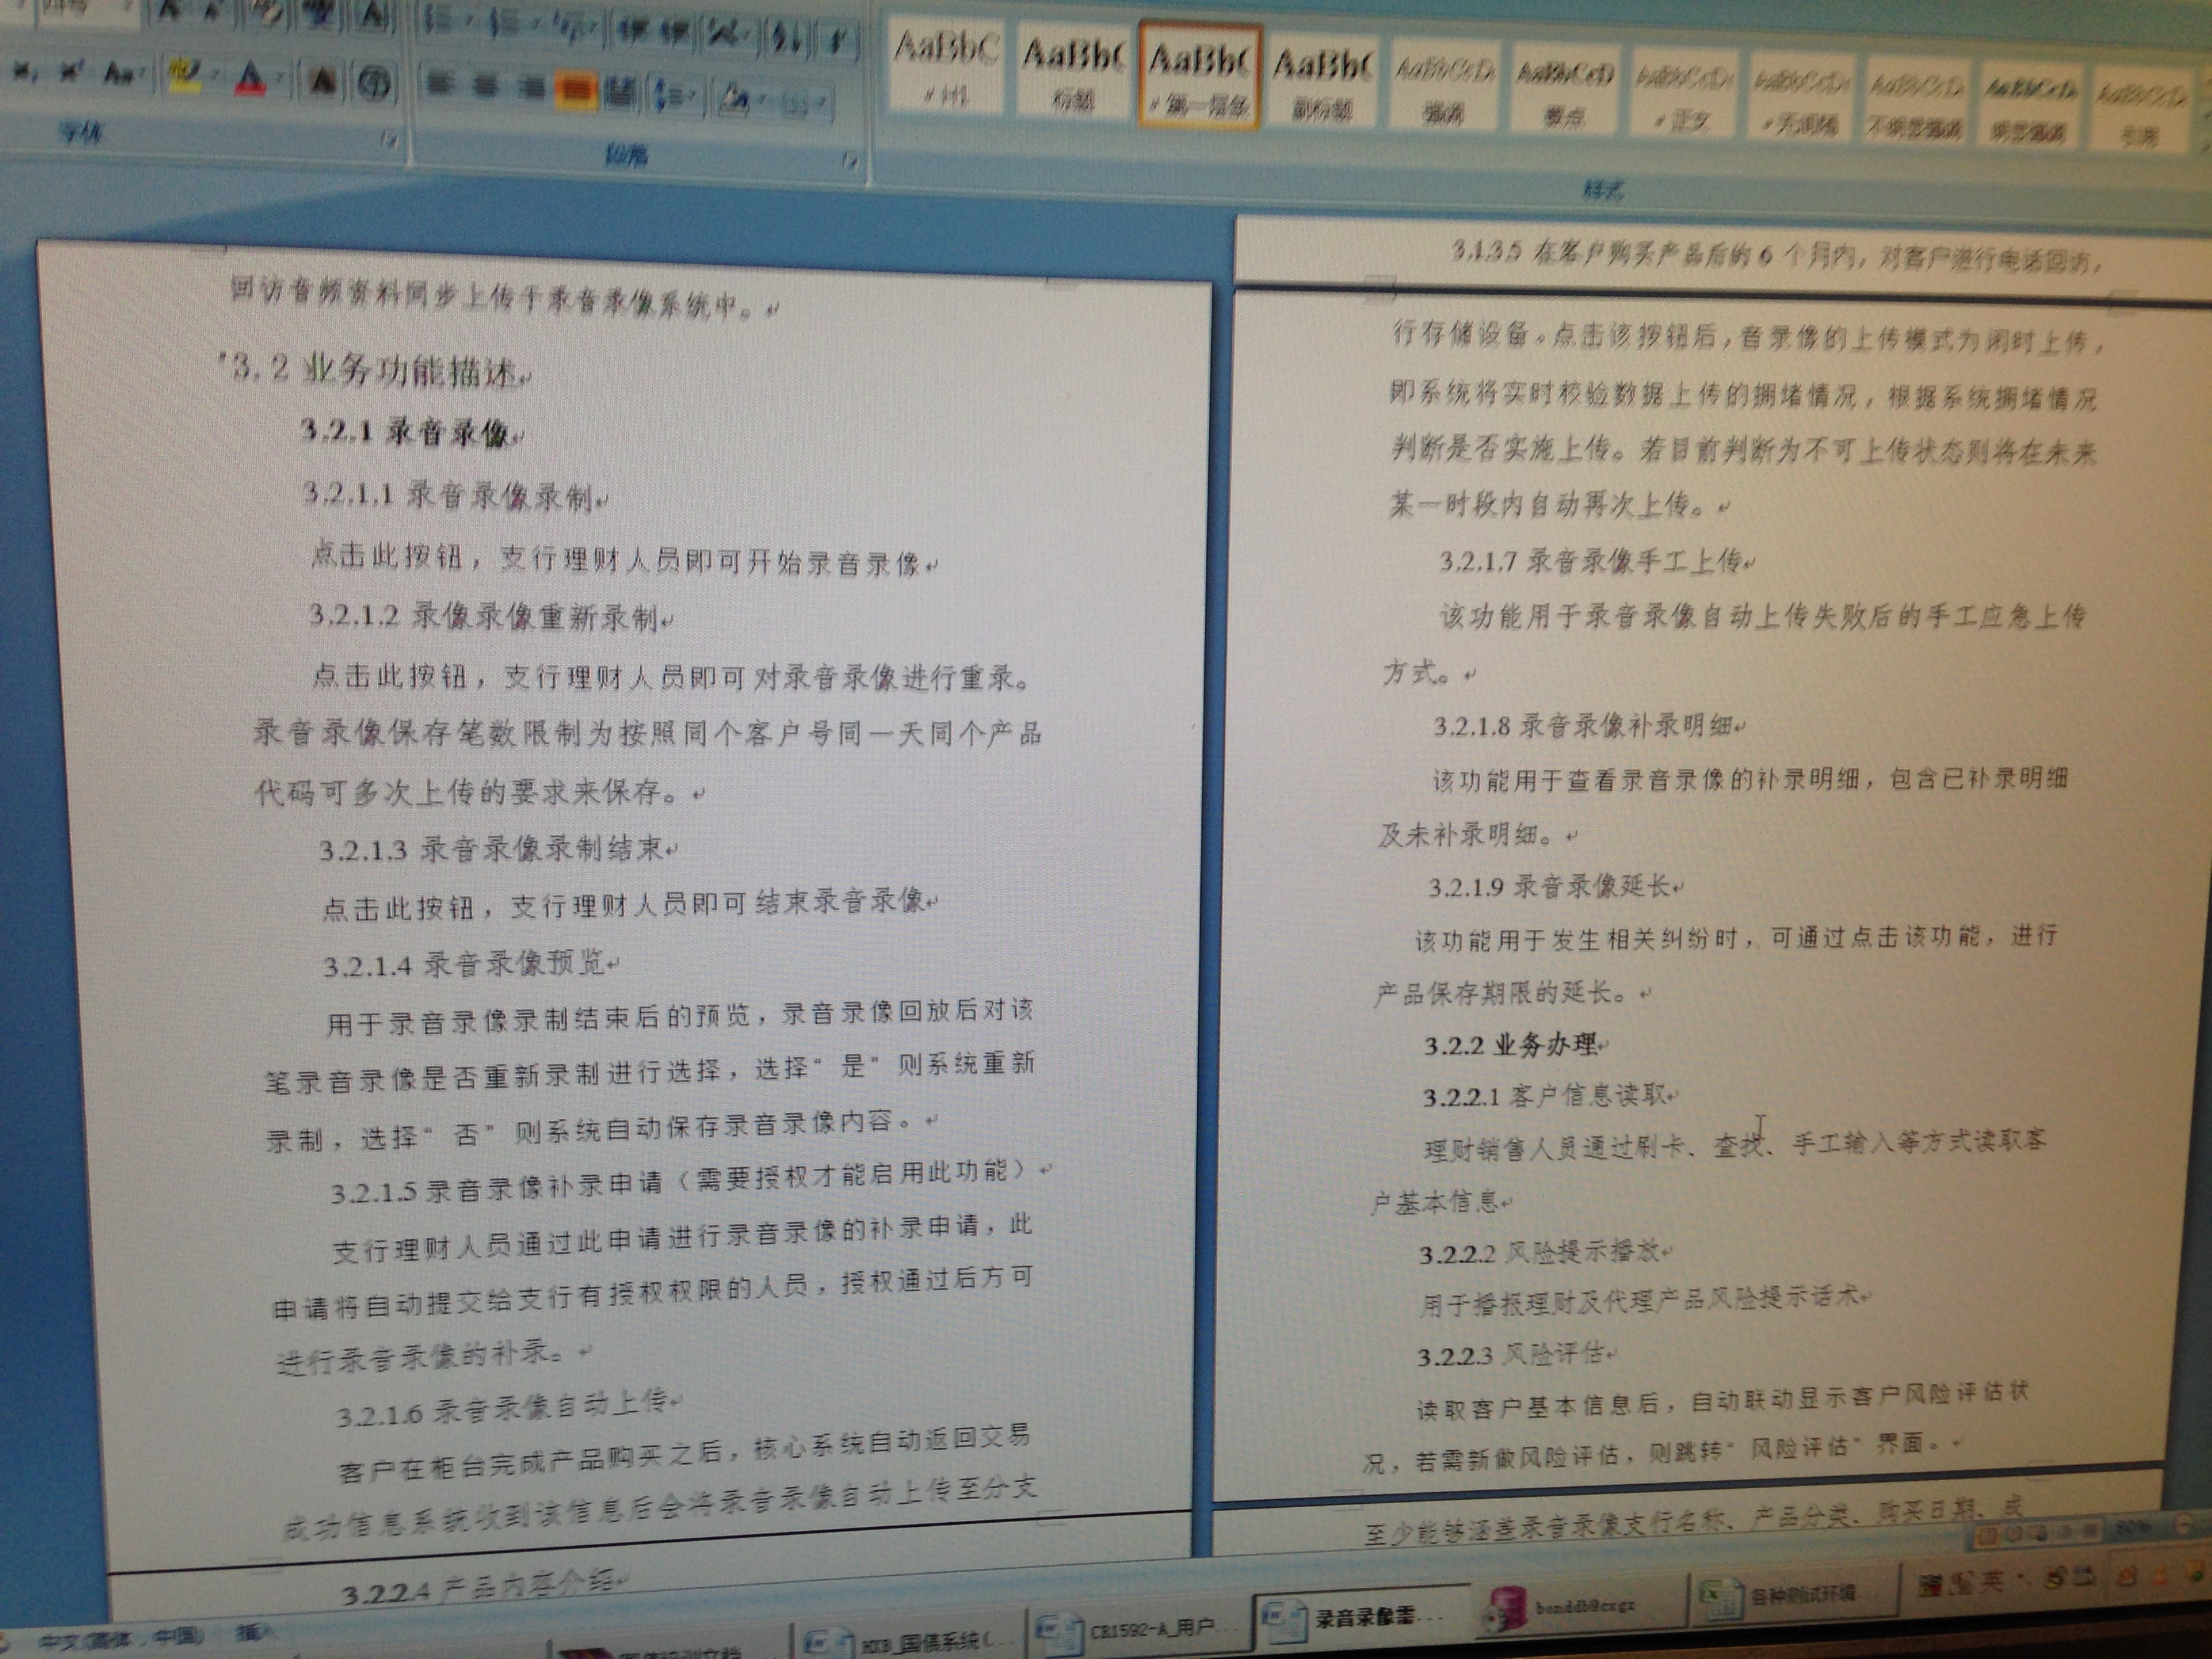 AaBbC AaBb( AaBb( AaBb( AaBbCcDc AaBbCcD AaBbCcD AaBbCcD AaBbCcD AaBbCcD AaBbCcD
标题 副标题 强调 要点 正文 无间隔 不明显强调 明显强调 引用
字体 段落 样式
回访音频资料同步上传于录音录像系统中。
3.2 业务功能描述
3.2.1 录音录像
3.2.1.1 录音录像录制
点击此按钮，支行理财人员即可开始录音录像
3.2.1.2 录像录像重新录制
点击此按钮，支行理财人员即可对录音录像进行重录。
录音录像保存笔数限制为按照同个客户号同一天同个产品
代码可多次上传的要求来保存。
3.2.1.3 录音录像录制结束
点击此按钮，支行理财人员即可结束录音录像
3.2.1.4 录音录像预览
用于录音录像录制结束后的预览，录音录像回放后对该
笔录音录像是否重新录制进行选择，选择“是”则系统重新
录制，选择“否”则系统自动保存录音录像内容。
3.2.1.5 录音录像补录申请（需要授权才能启用此功能）
支行理财人员通过此申请进行录音录像的补录申请，此
申请将自动提交给支行有授权权限的人员，授权通过后方可
进行录音录像的补录。
3.2.1.6 录音录像自动上传
客户在柜台完成产品购买之后，核心系统自动返回交易
成功信息系统收到该信息后会将录音录像自动上传至分支
3.2.2.4 产品内容介绍
3.1.3.5 在客户购买产品后的 6 个月内，对客户进行电话回访，
行存储设备。点击该按钮后，音录像的上传模式为闲时上传，
即系统将实时校验数据上传的拥堵情况，根据系统拥堵情况
判断是否实施上传。若目前判断为不可上传状态则将在未来
某一时段内自动再次上传。
3.2.1.7 录音录像手工上传
该功能用于录音录像自动上传失败后的手工应急上传
方式。
3.2.1.8 录音录像补录明细
该功能用于查看录音录像的补录明细，包含已补录明细
及未补录明细。
3.2.1.9 录音录像延长
该功能用于发生相关纠纷时，可通过点击该功能，进行
产品保存期限的延长。
3.2.2 业务办理
3.2.2.1 客户信息读取
理财销售人员通过刷卡、查找、手工输入等方式读取客
户基本信息
3.2.2.2 风险提示播放
用于播报理财及代理产品风险提示话术
3.2.2.3 风险评估
读取客户基本信息后，自动联动显示客户风险评估状
况，若需新做风险评估，则跳转“风险评估”界面。
至少能够涵盖录音录像支行名称、产品分类、购买日期、成
80%
中文(简体，中国) 插入
国债培训文档 HXB_国债系统(... CR1592-A_用户... 录音录像需... bonddb@cxgz 各种测试环境 英